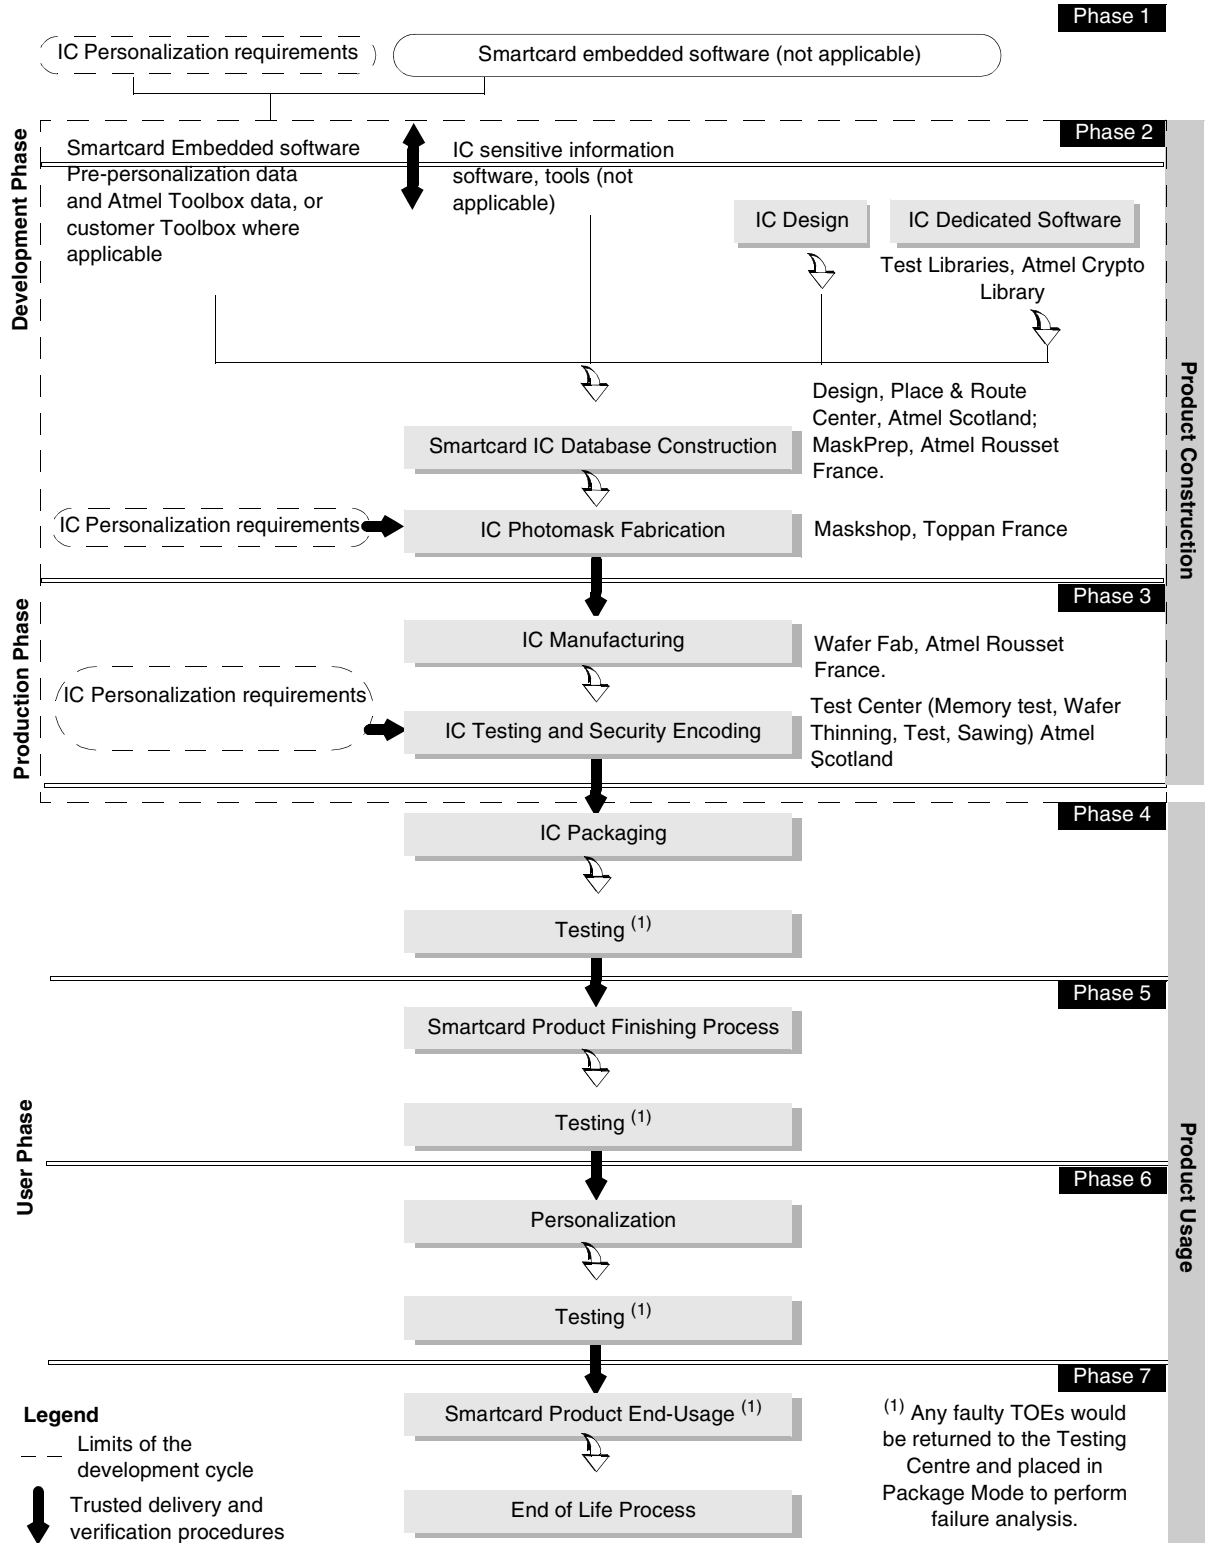 Phase 1
IC Personalization requirements
Smartcard embedded software (not applicable)
Development Phase
Phase 2
Smartcard Embedded software
Pre-personalization data
and Atmel Toolbox data, or
customer Toolbox where
applicable
IC sensitive information
software, tools (not
applicable)
IC Design
IC Dedicated Software
Test Libraries, Atmel Crypto
Library
Product Construction
Design, Place & Route
Center, Atmel Scotland;
MaskPrep, Atmel Rousset
France.
Smartcard IC Database Construction
IC Personalization requirements
IC Photomask Fabrication
Maskshop, Toppan France
Production Phase
Phase 3
IC Manufacturing
Wafer Fab, Atmel Rousset
France.
IC Personalization requirements
IC Testing and Security Encoding
Test Center (Memory test, Wafer
Thinning, Test, Sawing) Atmel
Scotland
Phase 4
IC Packaging
Testing (1)
Phase 5
Smartcard Product Finishing Process
Testing (1)
User Phase
Product Usage
Phase 6
Personalization
Testing (1)
Phase 7
Smartcard Product End-Usage (1)
End of Life Process
(1) Any faulty TOEs would
be returned to the Testing
Centre and placed in
Package Mode to perform
failure analysis.
Legend
Limits of the
development cycle
Trusted delivery and
verification procedures